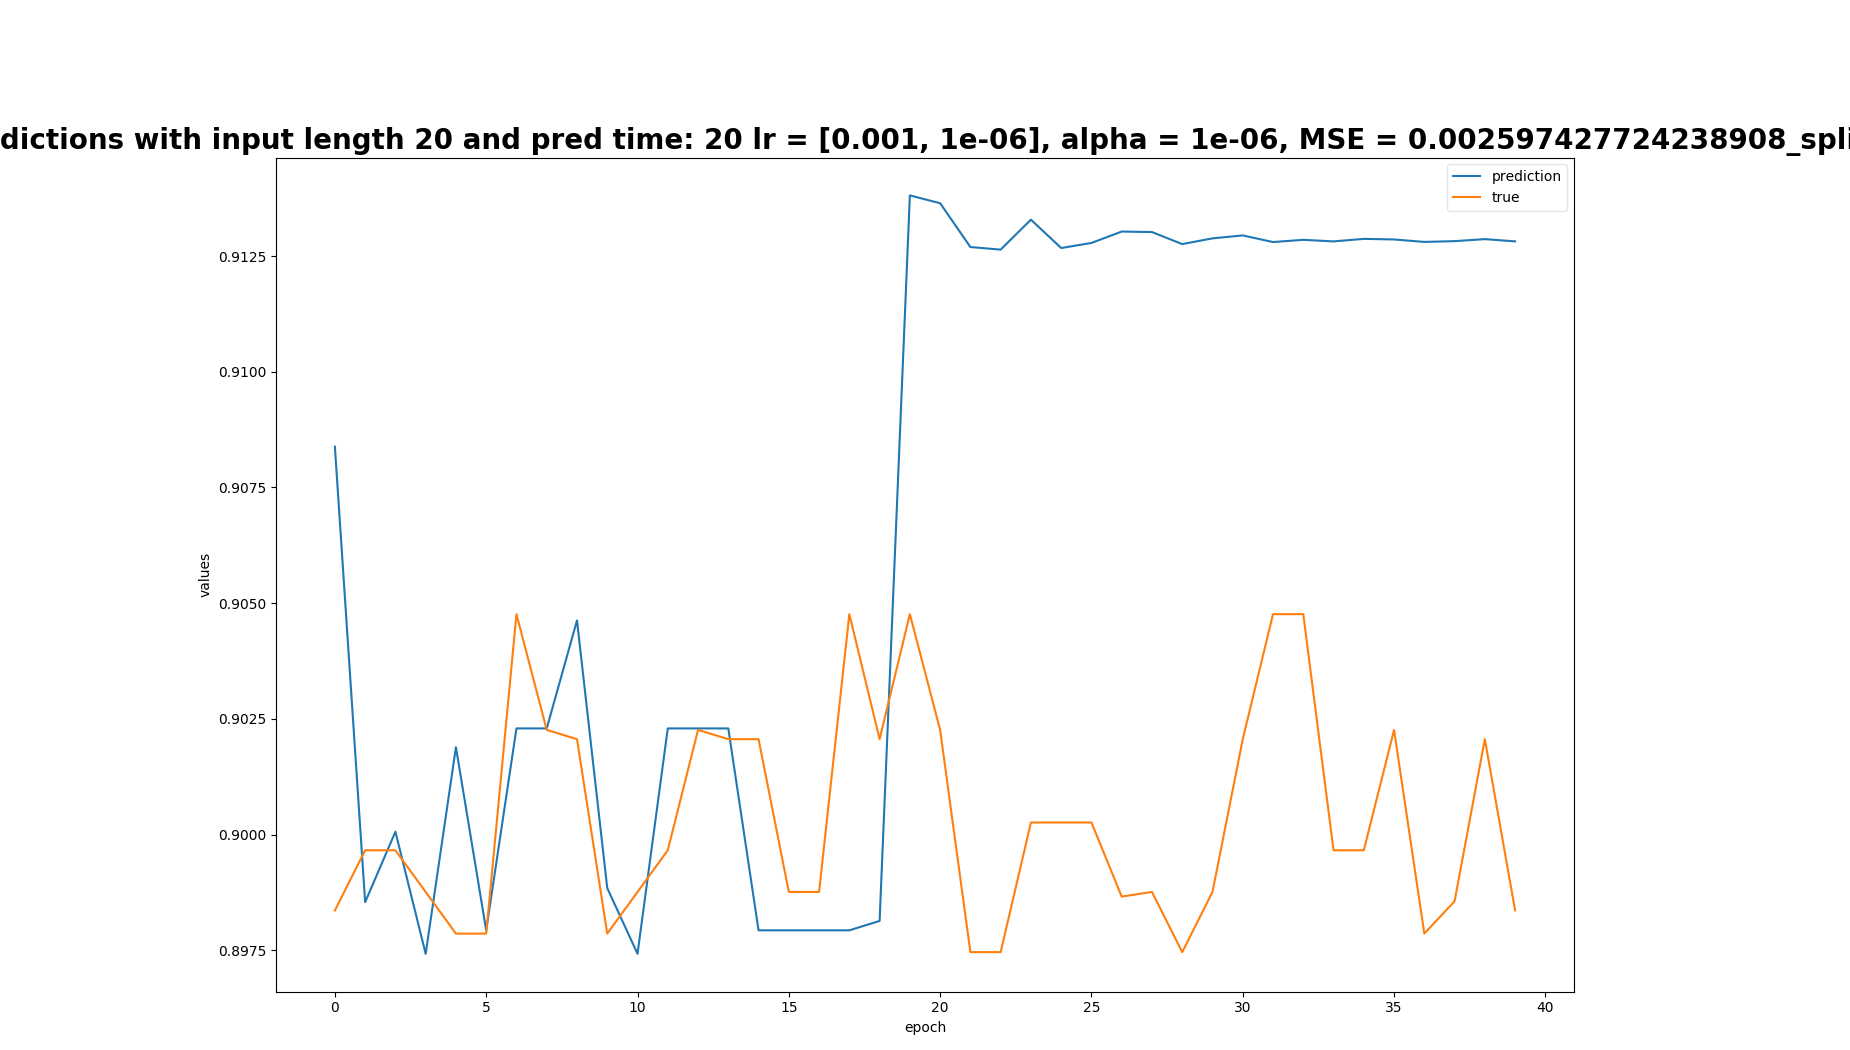 dictions with input length 20 and pred time: 20 lr = [0.001, 1e-06], alpha = 1e-06, MSE = 0.002597427724238908_spli
prediction
true
0.9125
0.9100
0.9075
0.9050
0.9025
0.9000
0.8975
values
0 5 10 15 20 25 30 35 40
epoch